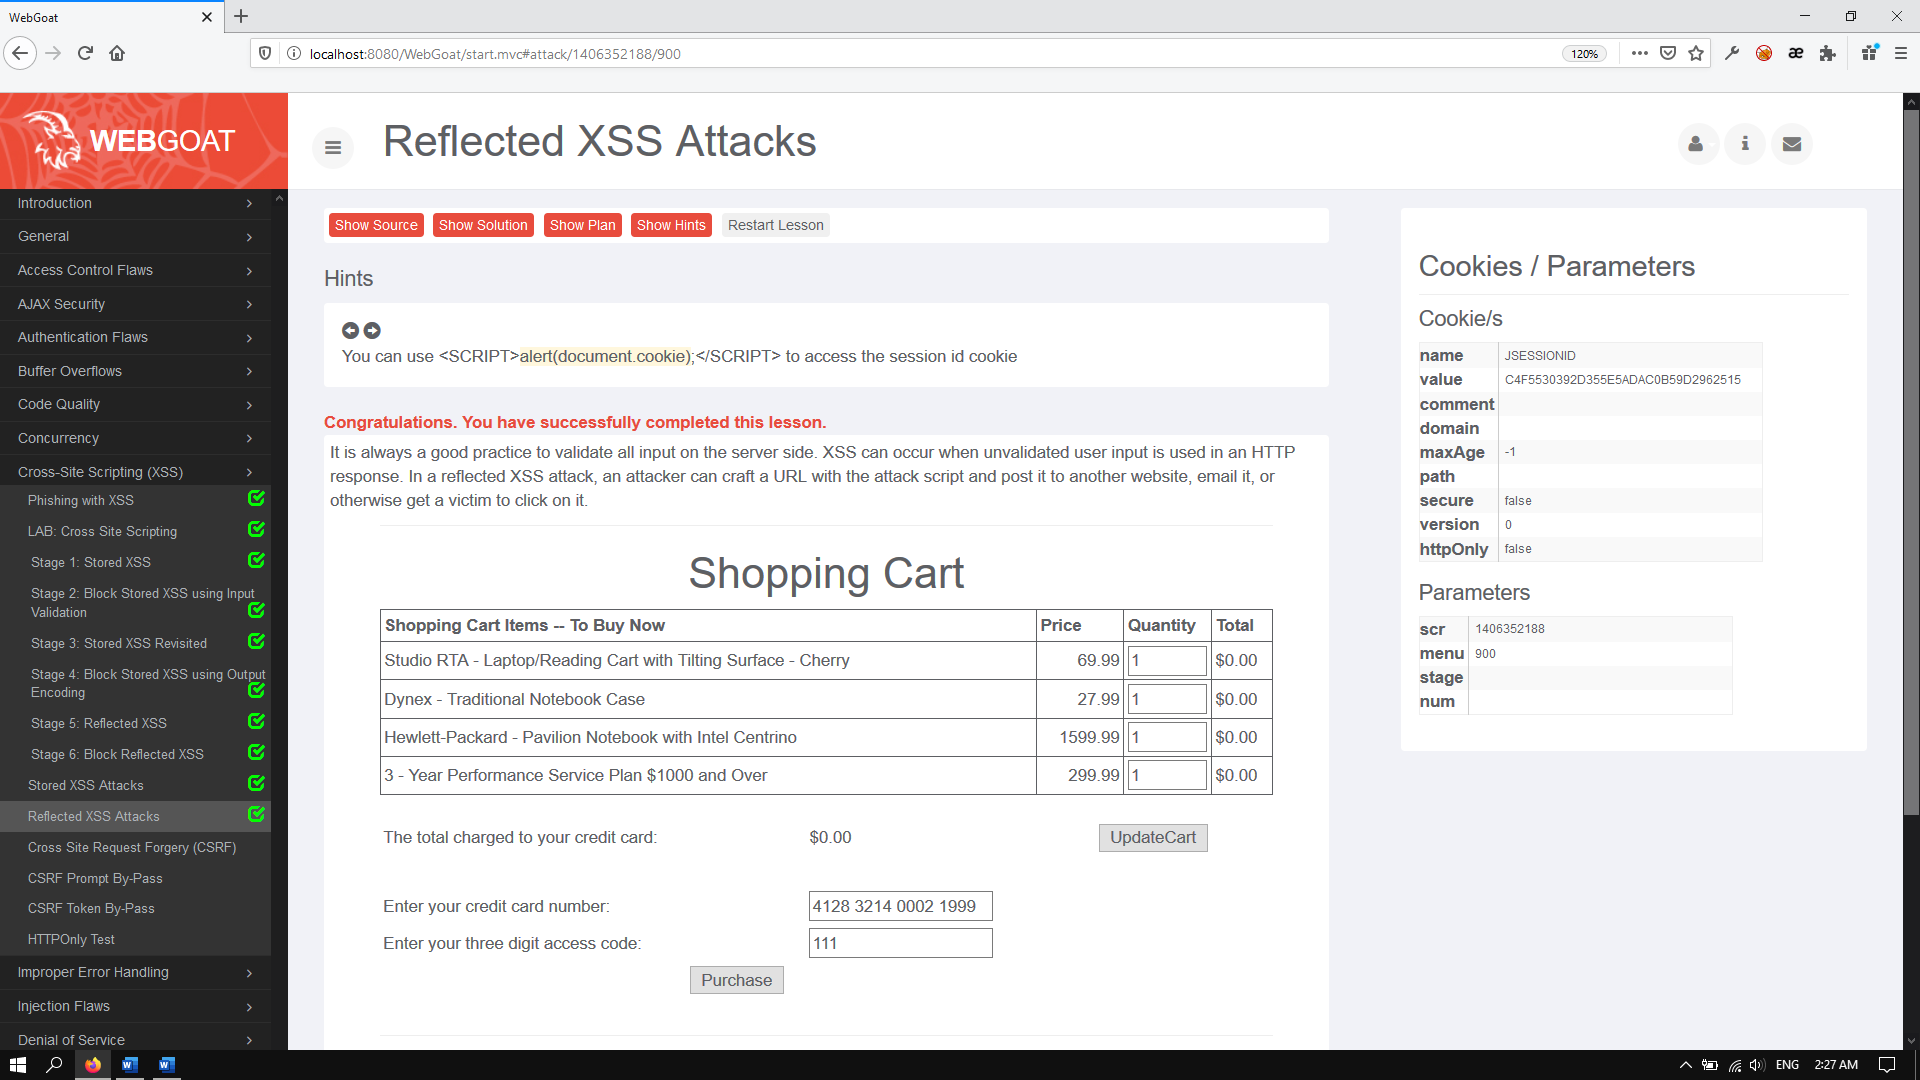 WebGoat
localhost:8080/WebGoat/start.mvc#attack/1406352188/900
120%
WEBGOAT
Reflected XSS Attacks
Introduction
General
Access Control Flaws
AJAX Security
Authentication Flaws
Buffer Overflows
Code Quality
Concurrency
Cross-Site Scripting (XSS)
Phishing with XSS
LAB: Cross Site Scripting
Stage 1: Stored XSS
Stage 2: Block Stored XSS using Input
Validation
Stage 3: Stored XSS Revisited
Stage 4: Block Stored XSS using Output
Encoding
Stage 5: Reflected XSS
Stage 6: Block Reflected XSS
Stored XSS Attacks
Reflected XSS Attacks
Cross Site Request Forgery (CSRF)
CSRF Prompt By-Pass
CSRF Token By-Pass
HTTPOnly Test
Improper Error Handling
Injection Flaws
Denial of Service
Show Source Show Solution Show Plan Show Hints Restart Lesson
Hints
You can use <SCRIPT>alert(document.cookie);</SCRIPT> to access the session id cookie
Congratulations. You have successfully completed this lesson.
It is always a good practice to validate all input on the server side. XSS can occur when unvalidated user input is used in an HTTP
response. In a reflected XSS attack, an attacker can craft a URL with the attack script and post it to another website, email it, or
otherwise get a victim to click on it.
Shopping Cart
Shopping Cart Items -- To Buy Now Price Quantity Total
Studio RTA - Laptop/Reading Cart with Tilting Surface - Cherry 69.99 1 $0.00
Dynex - Traditional Notebook Case 27.99 1 $0.00
Hewlett-Packard - Pavilion Notebook with Intel Centrino 1599.99 1 $0.00
3 - Year Performance Service Plan $1000 and Over 299.99 1 $0.00
The total charged to your credit card: $0.00 UpdateCart
Enter your credit card number: 4128 3214 0002 1999
Enter your three digit access code: 111
Purchase
Cookies / Parameters
Cookie/s
name JSESSIONID
value C4F5530392D355E5ADAC0B59D2962515
comment
domain
maxAge -1
path
secure false
version 0
httpOnly false
Parameters
scr 1406352188
menu 900
stage
num
ENG 2:27 AM